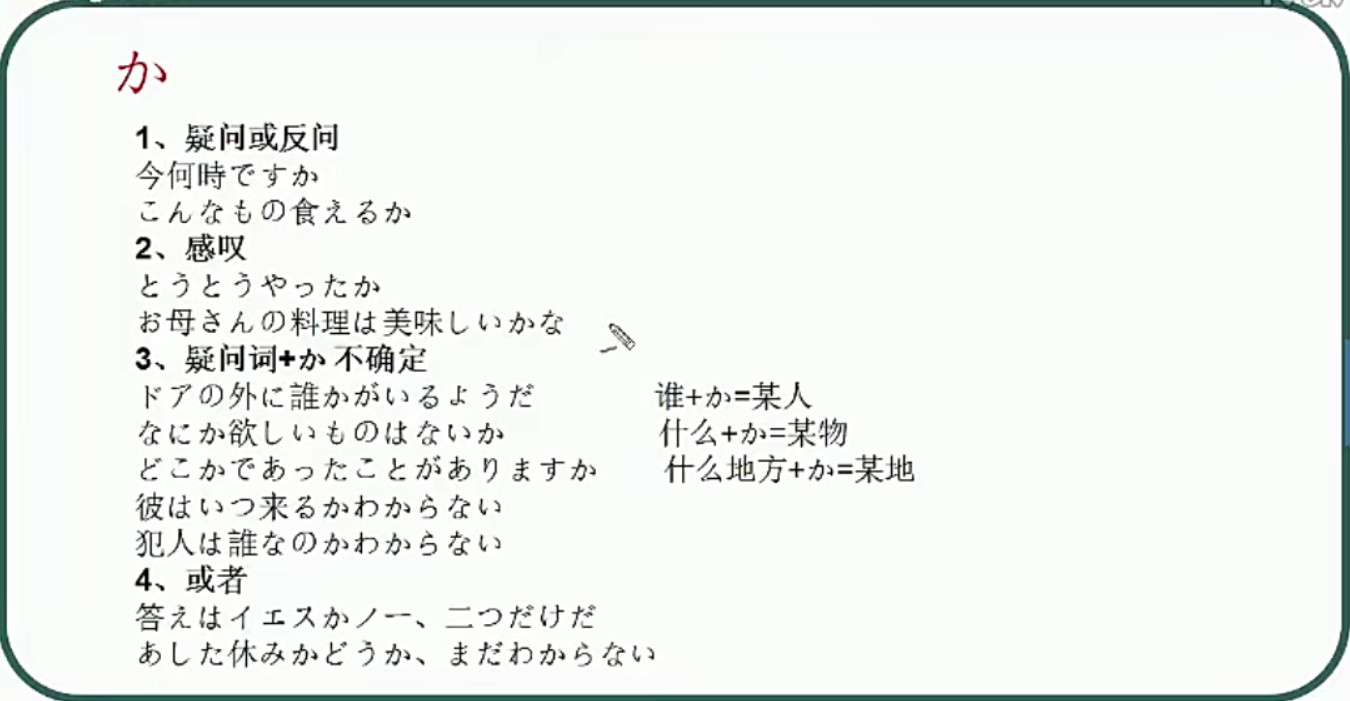 か
1、疑问或反问
今何時ですか
こんなもの食えるか
2、感叹
とうとうやったか
お母さんの料理は美味しいかな
3、疑问词+か 不确定
ドアの外に誰かがいるようだ 谁+か=某人
なにか欲しいものはないか 什么+か=某物
どこかであったことがありますか 什么地方+か=某地
彼はいつ来るかわからない
犯人は誰なのかわからない
4、或者
答えはイエスかノー、二つだけだ
あした休みかどうか、まだわからない